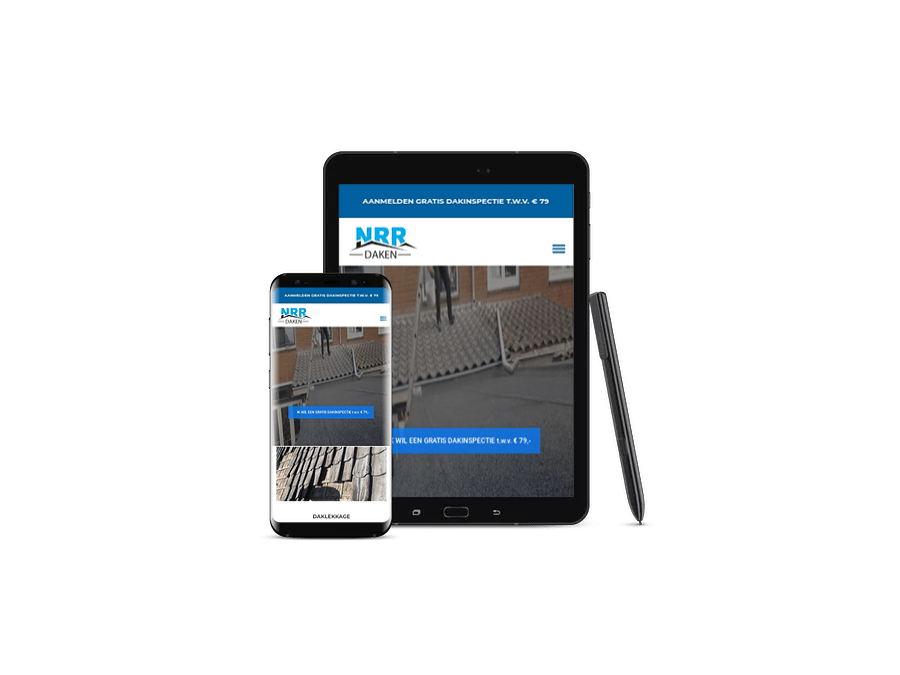 AANMELDEN GRATIS DAKINSPECTIE T.W.V. € 79
NRR
DAKEN
WIL EEN GRATIS DAKINSPECTIE t.w.v. € 79,-
AANMELDEN GRATIS DAKINSPECTIE T.W.V. € 79
NRR
DAKEN
IK WIL EEN GRATIS DAKINSPECTIE t.w.v. € 79,-
DAKLEKKAGE